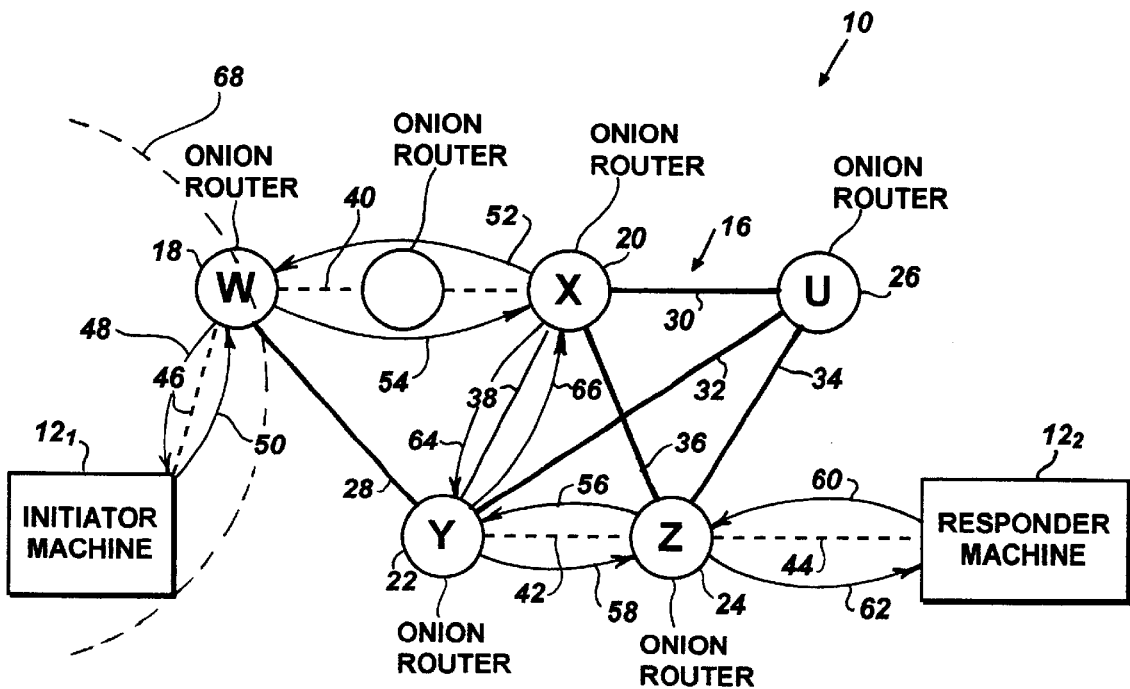 10
68
ONION
ROUTER
ONION
ROUTER
ONION
ROUTER
ONION
ROUTER
18
W
40
52
X
20
16
U
26
30
54
48
46
50
38
66
32
34
64
36
28
12₁
INITIATOR
MACHINE
Y
22
56
42
58
Z
24
60
44
62
12₂
RESPONDER
MACHINE
ONION
ROUTER
ONION
ROUTER